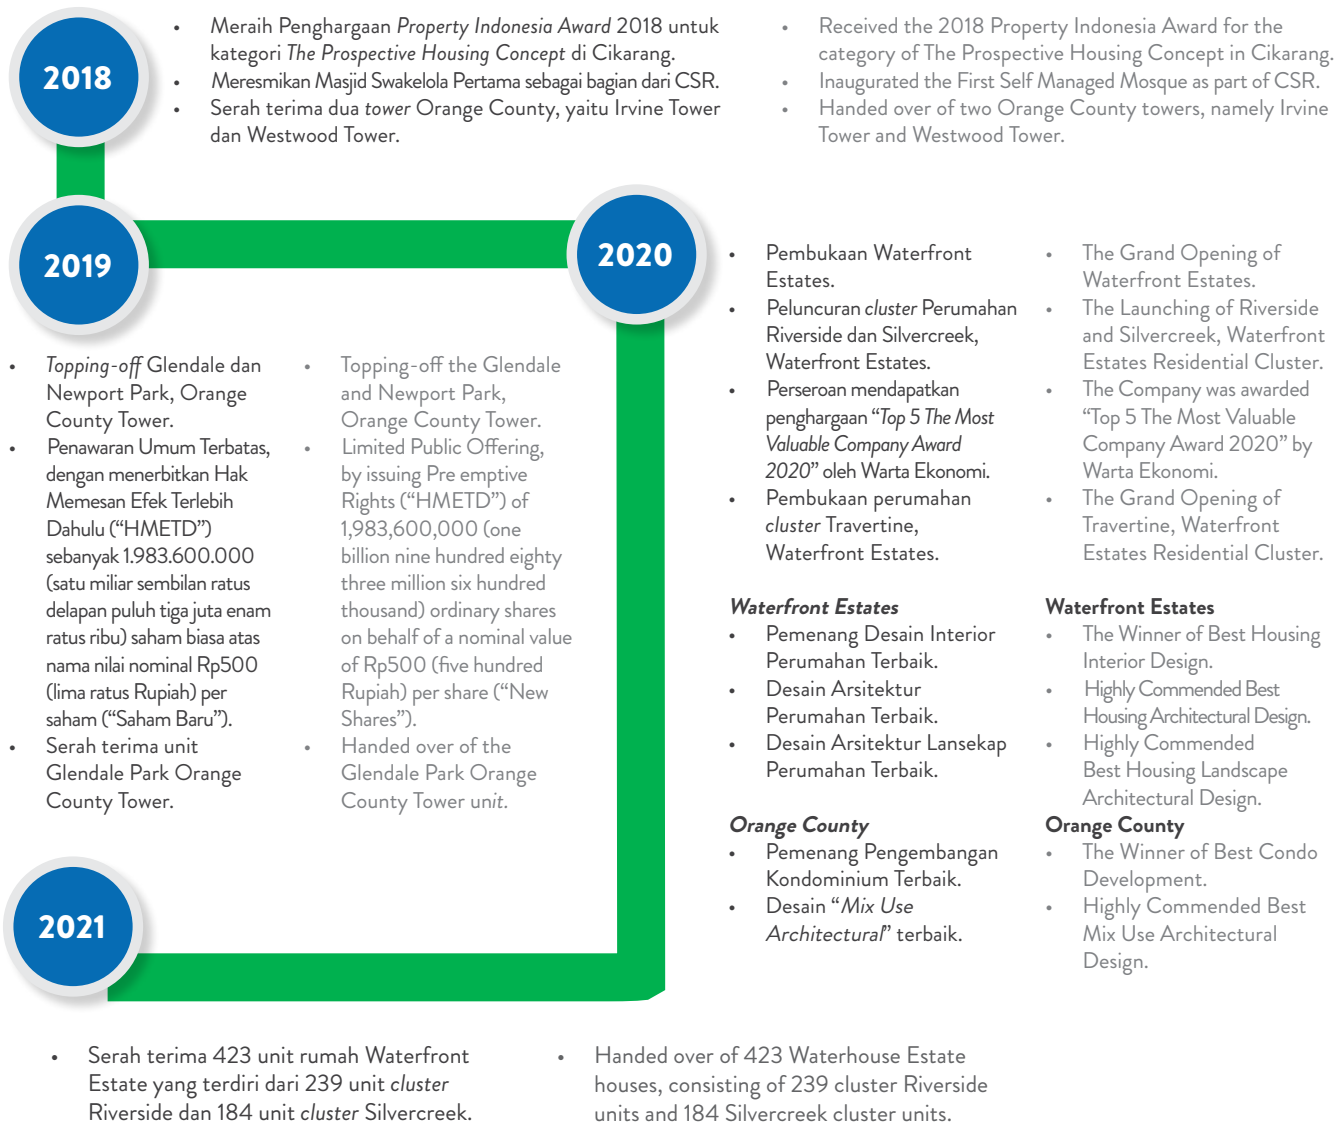 2018
• Meraih Penghargaan Property Indonesia Award 2018 untuk
kategori The Prospective Housing Concept di Cikarang.
• Meresmikan Masjid Swakelola Pertama sebagai bagian dari CSR.
• Serah terima dua tower Orange County, yaitu Irvine Tower
dan Westwood Tower.
• Received the 2018 Property Indonesia Award for the
category of The Prospective Housing Concept in Cikarang.
• Inaugurated the First Self Managed Mosque as part of CSR.
• Handed over of two Orange County towers, namely Irvine
Tower and Westwood Tower.
2019
• Topping-off Glendale dan
Newport Park, Orange
County Tower.
• Penawaran Umum Terbatas,
dengan menerbitkan Hak
Memesan Efek Terlebih
Dahulu (“HMETD”)
sebanyak 1.983.600.000
(satu miliar sembilan ratus
delapan puluh tiga juta enam
ratus ribu) saham biasa atas
nama nilai nominal Rp500
(lima ratus Rupiah) per
saham (“Saham Baru”).
• Serah terima unit
Glendale Park Orange
County Tower.
• Topping-off the Glendale
and Newport Park,
Orange County Tower.
• Limited Public Offering,
by issuing Pre emptive
Rights (“HMETD”) of
1,983,600,000 (one
billion nine hundred eighty
three million six hundred
thousand) ordinary shares
on behalf of a nominal value
of Rp500 (five hundred
Rupiah) per share (“New
Shares”).
• Handed over of the
Glendale Park Orange
County Tower unit.
2020
• Pembukaan Waterfront
Estates.
• Peluncuran cluster Perumahan
Riverside dan Silvercreek,
Waterfront Estates.
• Perseroan mendapatkan
penghargaan “Top 5 The Most
Valuable Company Award
2020” oleh Warta Ekonomi.
• Pembukaan perumahan
cluster Travertine,
Waterfront Estates.
Waterfront Estates
• Pemenang Desain Interior
Perumahan Terbaik.
• Desain Arsitektur
Perumahan Terbaik.
• Desain Arsitektur Lansekap
Perumahan Terbaik.
Orange County
• Pemenang Pengembangan
Kondominium Terbaik.
• Desain “Mix Use
Architectural” terbaik.
• The Grand Opening of
Waterfront Estates.
• The Launching of Riverside
and Silvercreek, Waterfront
Estates Residential Cluster.
• The Company was awarded
“Top 5 The Most Valuable
Company Award 2020” by
Warta Ekonomi.
• The Grand Opening of
Travertine, Waterfront
Estates Residential Cluster.
Waterfront Estates
• The Winner of Best Housing
Interior Design.
• Highly Commended Best
Housing Architectural Design.
• Highly Commended
Best Housing Landscape
Architectural Design.
Orange County
• The Winner of Best Condo
Development.
• Highly Commended Best
Mix Use Architectural
Design.
2021
• Serah terima 423 unit rumah Waterfront
Estate yang terdiri dari 239 unit cluster
Riverside dan 184 unit cluster Silvercreek.
• Handed over of 423 Waterhouse Estate
houses, consisting of 239 cluster Riverside
units and 184 Silvercreek cluster units.